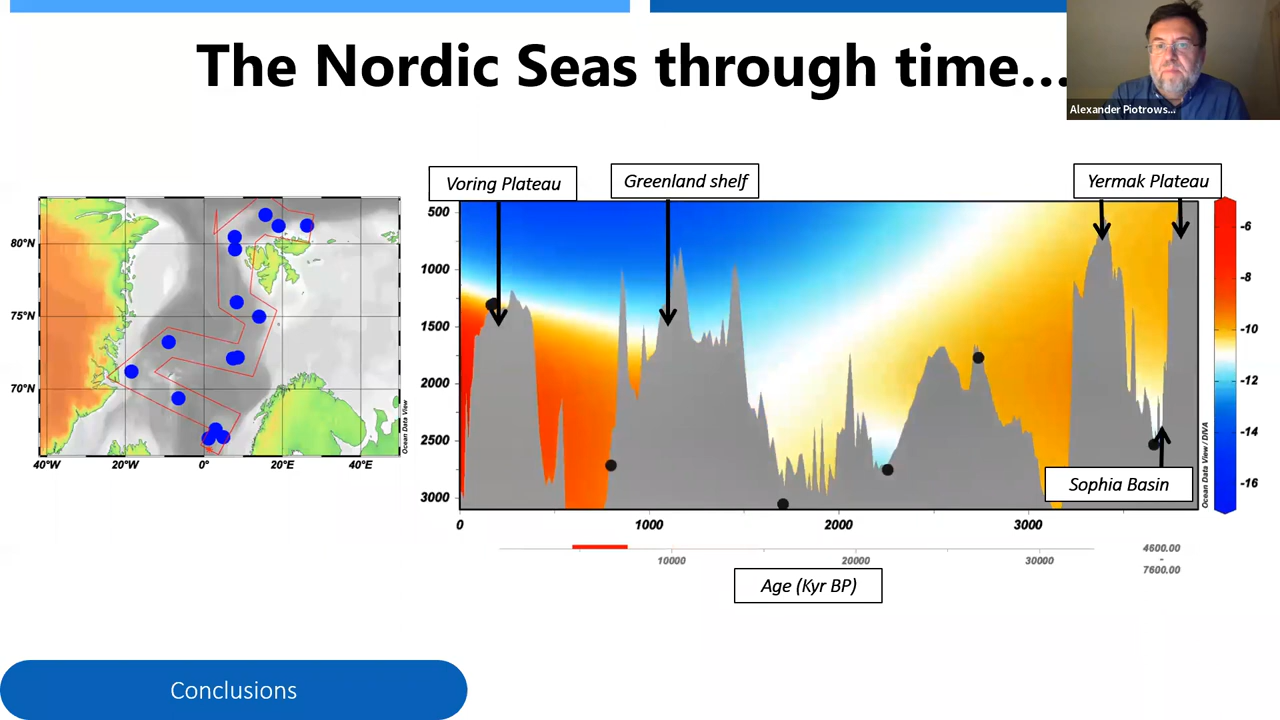 The Nordic Seas through time...
Alexander Piotrows...
Voring Plateau
Greenland shelf
Yermak Plateau
80°N
75°N
70°N
40°W
20°W
0°
20°E
40°E
Ocean Data View
500
1000
1500
2000
2500
3000
0
1000
2000
3000
Sophia Basin
Ocean Data View / DIVA
-6
-8
-10
-12
-14
-16
10000
20000
30000
4600.00
-
7600.00
Age (Kyr BP)
Conclusions